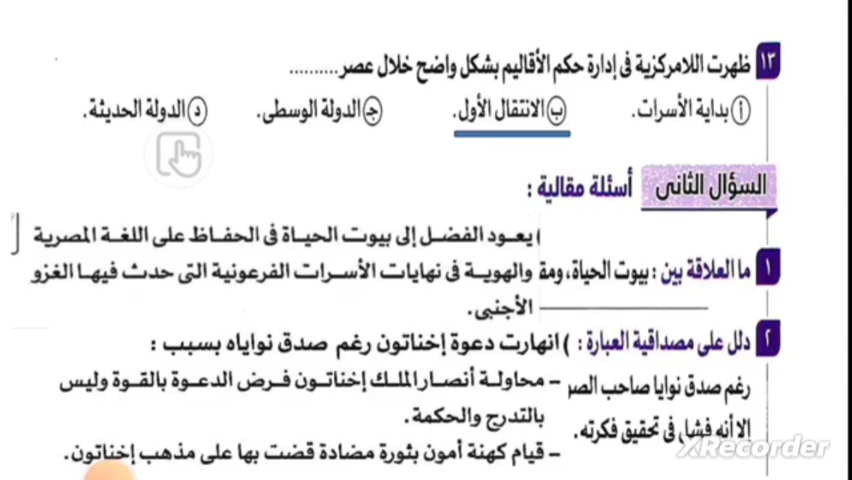 ١٣ ظهرت اللامركزية فى إدارة حكم الأقاليم بشكل واضح خلال عصر ..........
أ بداية الأسرات. ب الانتقال الأول. ج الدولة الوسطى. د الدولة الحديثة.
السؤال الثانى أسئلة مقالية :
) يعود الفضل إلى بيوت الحياة فى الحفاظ على اللغة المصرية
١ ما العلاقة بين : بيوت الحياة، ومق والهوية فى نهايات الأسرات الفرعونية التى حدث فيها الغزو
الأجنبى.
٢ دلل على مصداقية العبارة : ) انهارت دعوة إخناتون رغم صدق نواياه بسبب :
رغم صدق نوايا صاحب الصو – محاولة أنصار الملك إخناتون فرض الدعوة بالقوة وليس
بالتدرج والحكمة.
إلا أنه فشل فى تحقيق فكرته.
– قيام كهنة أمون بثورة مضادة قضت بها على مذهب إخناتون.
XRecorder